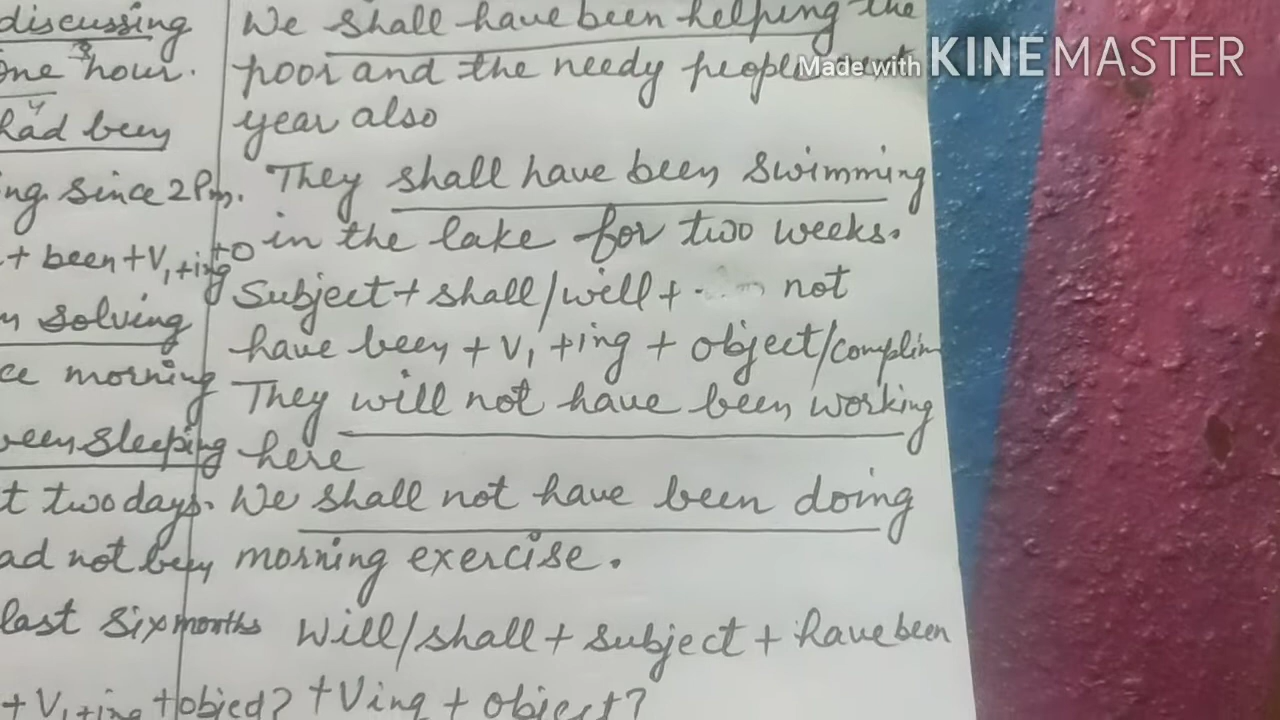 discussing
one hour.
had been
ing since 2 Pm.
+ been + V1 + ing + O
solving
morning
been sleeping
t two days.
ad not been
last six months
+ V1 + ing + object?
We shall have been helping the
poor and the needy people
year also
They shall have been swimming
in the lake for two weeks.
Subject + shall/will + not
have been + V1 + ing + object/complim
They will not have been working
here
We shall not have been doing
morning exercise.
Will/shall + subject + have been
+ Ving + object?
Made with KINEMASTER